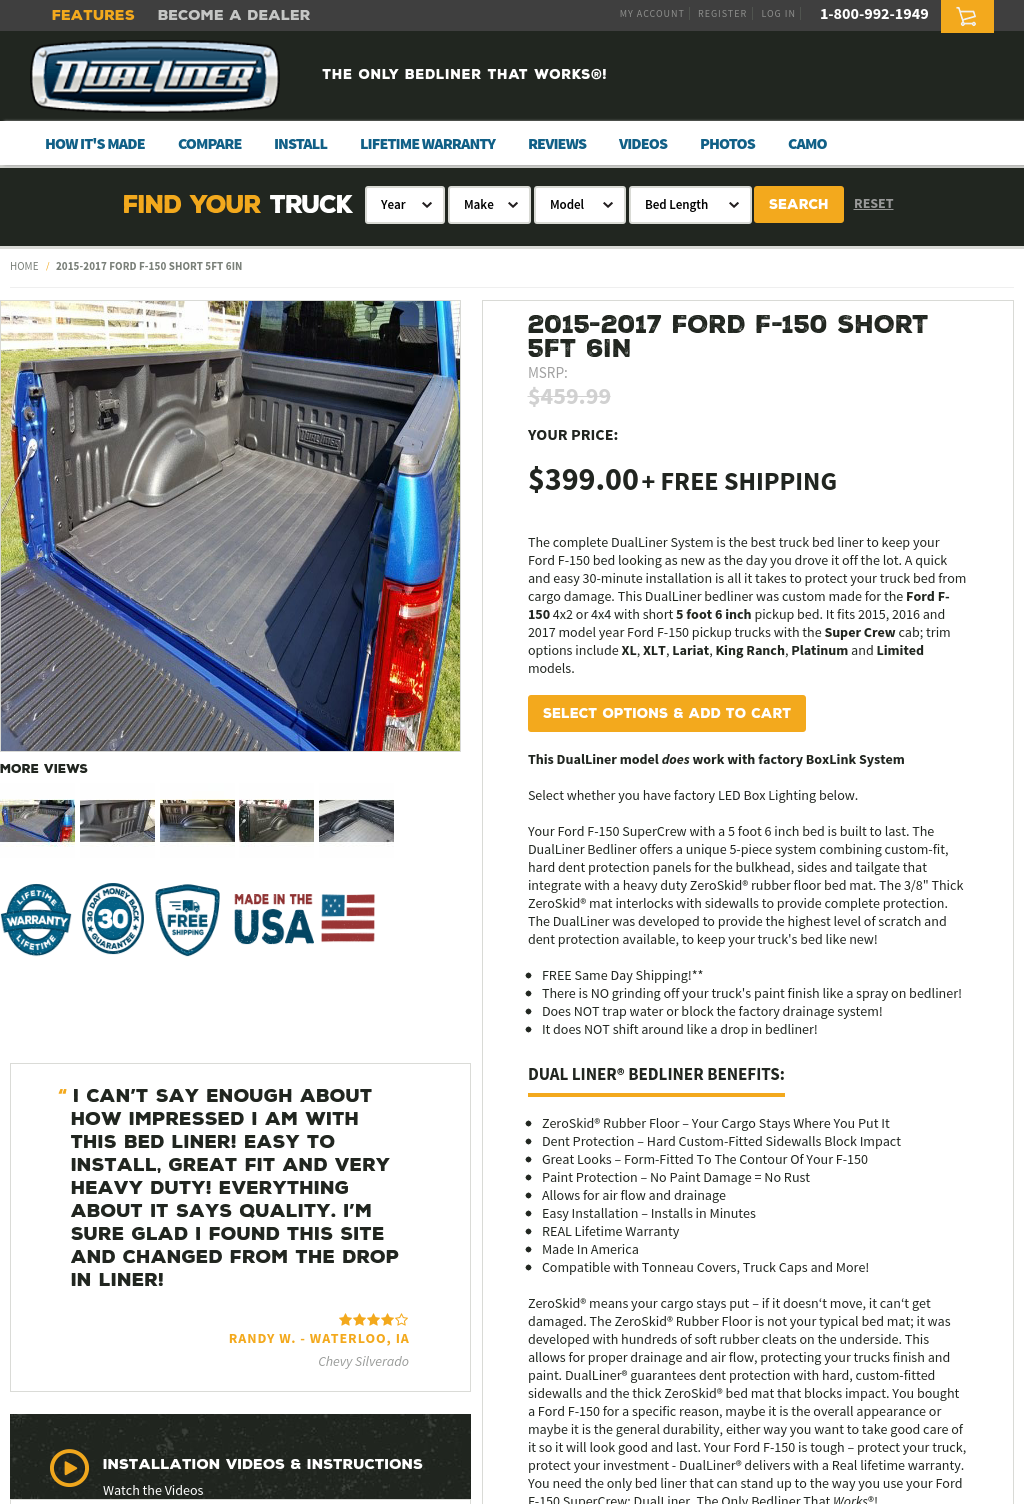 FEATURES BECOME A DEALER MY ACCOUNT REGISTER LOG IN 1-800-992-1949
DUALLINER®
THE ONLY BEDLINER THAT WORKS®!
HOW IT'S MADE COMPARE INSTALL LIFETIME WARRANTY REVIEWS VIDEOS PHOTOS CAMO
FIND YOUR TRUCK Year Make Model Bed Length SEARCH RESET
HOME / 2015-2017 FORD F-150 SHORT 5FT 6IN
DUALLINER
MORE VIEWS
LIFETIME WARRANTY LIFETIME
30 DAY MONEY BACK 30 GUARANTEE
FREE SHIPPING
MADE IN THE
USA
“ I CAN'T SAY ENOUGH ABOUT
HOW IMPRESSED I AM WITH
THIS BED LINER! EASY TO
INSTALL, GREAT FIT AND VERY
HEAVY DUTY! EVERYTHING
ABOUT IT SAYS QUALITY. I'M
SURE GLAD I FOUND THIS SITE
AND CHANGED FROM THE DROP
IN LINER!
RANDY W. - WATERLOO, IA
Chevy Silverado
INSTALLATION VIDEOS & INSTRUCTIONS
Watch the Videos
2015-2017 FORD F-150 SHORT
5FT 6IN
MSRP:
$459.99
YOUR PRICE:
$399.00 + FREE SHIPPING
The complete DualLiner System is the best truck bed liner to keep your
Ford F-150 bed looking as new as the day you drove it off the lot. A quick
and easy 30-minute installation is all it takes to protect your truck bed from
cargo damage. This DualLiner bedliner was custom made for the Ford F-
150 4x2 or 4x4 with short 5 foot 6 inch pickup bed. It fits 2015, 2016 and
2017 model year Ford F-150 pickup trucks with the Super Crew cab; trim
options include XL, XLT, Lariat, King Ranch, Platinum and Limited
models.
SELECT OPTIONS & ADD TO CART
This DualLiner model does work with factory BoxLink System
Select whether you have factory LED Box Lighting below.
Your Ford F-150 SuperCrew with a 5 foot 6 inch bed is built to last. The
DualLiner Bedliner offers a unique 5-piece system combining custom-fit,
hard dent protection panels for the bulkhead, sides and tailgate that
integrate with a heavy duty ZeroSkid® rubber floor bed mat. The 3/8" Thick
ZeroSkid® mat interlocks with sidewalls to provide complete protection.
The DualLiner was developed to provide the highest level of scratch and
dent protection available, to keep your truck's bed like new!
• FREE Same Day Shipping!**
• There is NO grinding off your truck's paint finish like a spray on bedliner!
• Does NOT trap water or block the factory drainage system!
• It does NOT shift around like a drop in bedliner!
DUAL LINER® BEDLINER BENEFITS:
• ZeroSkid® Rubber Floor – Your Cargo Stays Where You Put It
• Dent Protection – Hard Custom-Fitted Sidewalls Block Impact
• Great Looks – Form-Fitted To The Contour Of Your F-150
• Paint Protection – No Paint Damage = No Rust
• Allows for air flow and drainage
• Easy Installation – Installs in Minutes
• REAL Lifetime Warranty
• Made In America
• Compatible with Tonneau Covers, Truck Caps and More!
ZeroSkid® means your cargo stays put – if it doesn‘t move, it can‘t get
damaged. The ZeroSkid® Rubber Floor is not your typical bed mat; it was
developed with hundreds of soft rubber cleats on the underside. This
allows for proper drainage and air flow, protecting your trucks finish and
paint. DualLiner® guarantees dent protection with hard, custom-fitted
sidewalls and the thick ZeroSkid® bed mat that blocks impact. You bought
a Ford F-150 for a specific reason, maybe it is the overall appearance or
maybe it is the general durability, either way you want to take good care of
it so it will look good and last. Your Ford F-150 is tough – protect your truck,
protect your investment - DualLiner® delivers with a Real lifetime warranty.
You need the only bed liner that can stand up to the way you use your Ford
F-150 SuperCrew: DualLiner, The Only Bedliner That Works®!